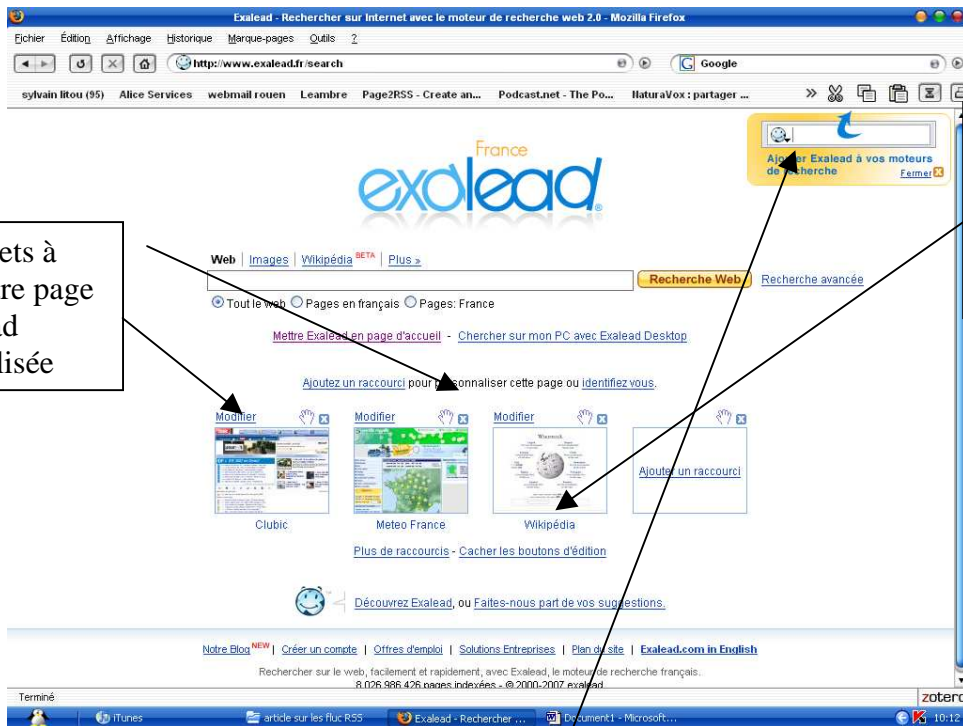 Exalead - Rechercher sur Internet avec le moteur de recherche web 2.0 - Mozilla Firefox
Fichier Édition Affichage Historique Marque-pages Outils ?
http://www.exalead.fr/search
Google
sylvain litou (95) Alice Services webmail rouen Leambre Page2RSS - Create an... Podcast.net - The Po... NaturaVox : partager ... »
Ajouter Exalead à vos moteurs
de recherche Fermer
France
exalead
ets à
re page
d
lisée
Web | Images | Wikipédia BETA | Plus »
Recherche Web Recherche avancée
Tout le web Pages en français Pages: France
Mettre Exalead en page d'accueil - Chercher sur mon PC avec Exalead Desktop
Ajoutez un raccourci pour personnaliser cette page ou identifiez vous.
Modifier Modifier Modifier
Ajouter un raccourci
Clubic Meteo France Wikipédia
Plus de raccourcis - Cacher les boutons d'édition
Découvrez Exalead, ou Faites-nous part de vos suggestions.
Notre Blog NEW | Créer un compte | Offres d'emploi | Solutions Entreprises | Plan du site | Exalead.com in English
Rechercher sur le web, facilement et rapidement, avec Exalead, le moteur de recherche français.
8 026 986 426 pages indexées - © 2000-2007 exalead
Terminé zotero
iTunes article sur les fluc RSS Exalead - Rechercher ... Document1 - Microsoft... 10:12